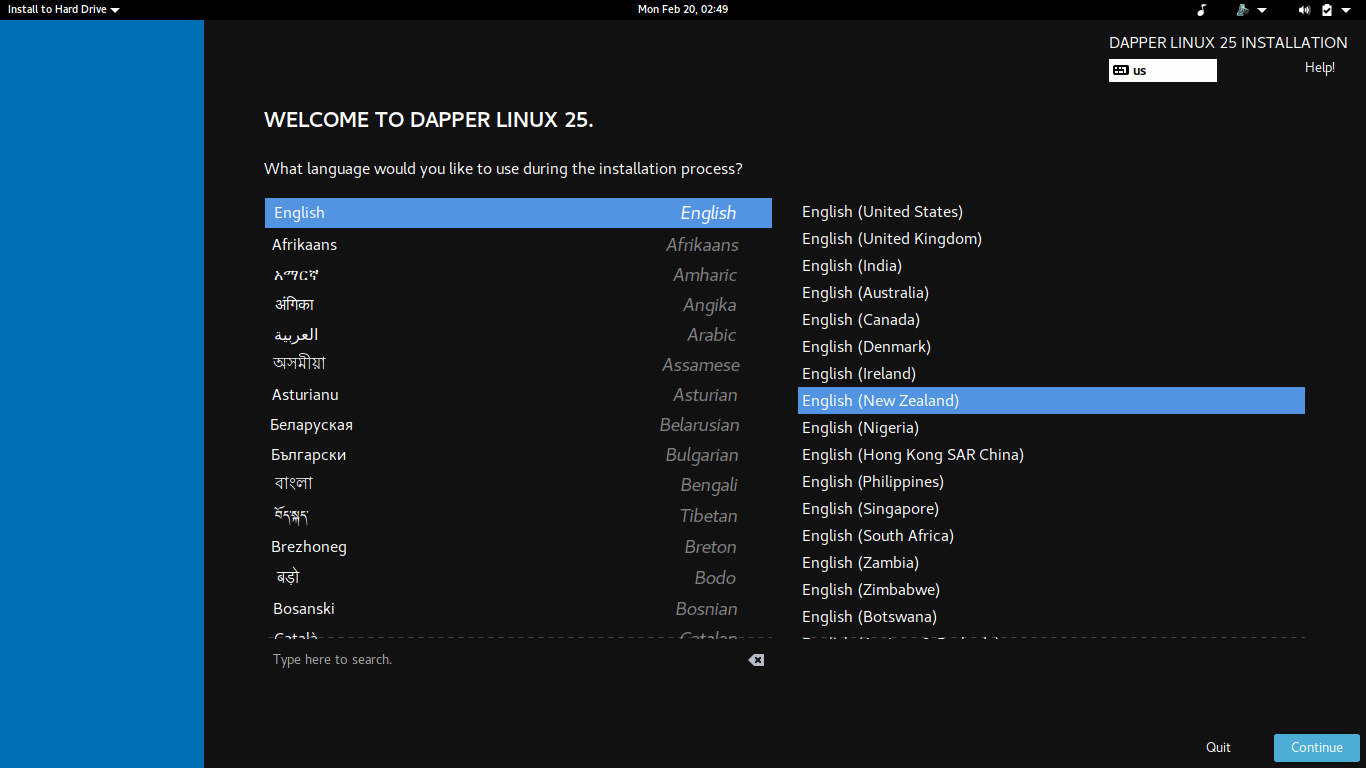 Install to Hard Drive
Mon Feb 20, 02:49
DAPPER LINUX 25 INSTALLATION
us
Help!
WELCOME TO DAPPER LINUX 25.
What language would you like to use during the installation process?
English English
Afrikaans Afrikaans
አማርኛ Amharic
अंगिका Angika
العربية Arabic
অসমীয়া Assamese
Asturianu Asturian
Беларуская Belarusian
Български Bulgarian
বাংলা Bengali
བོད་སྐད་ Tibetan
Brezhoneg Breton
बड़ो Bodo
Bosanski Bosnian
Català Catalan
English (United States)
English (United Kingdom)
English (India)
English (Australia)
English (Canada)
English (Denmark)
English (Ireland)
English (New Zealand)
English (Nigeria)
English (Hong Kong SAR China)
English (Philippines)
English (Singapore)
English (South Africa)
English (Zambia)
English (Zimbabwe)
English (Botswana)
Type here to search.
Quit
Continue